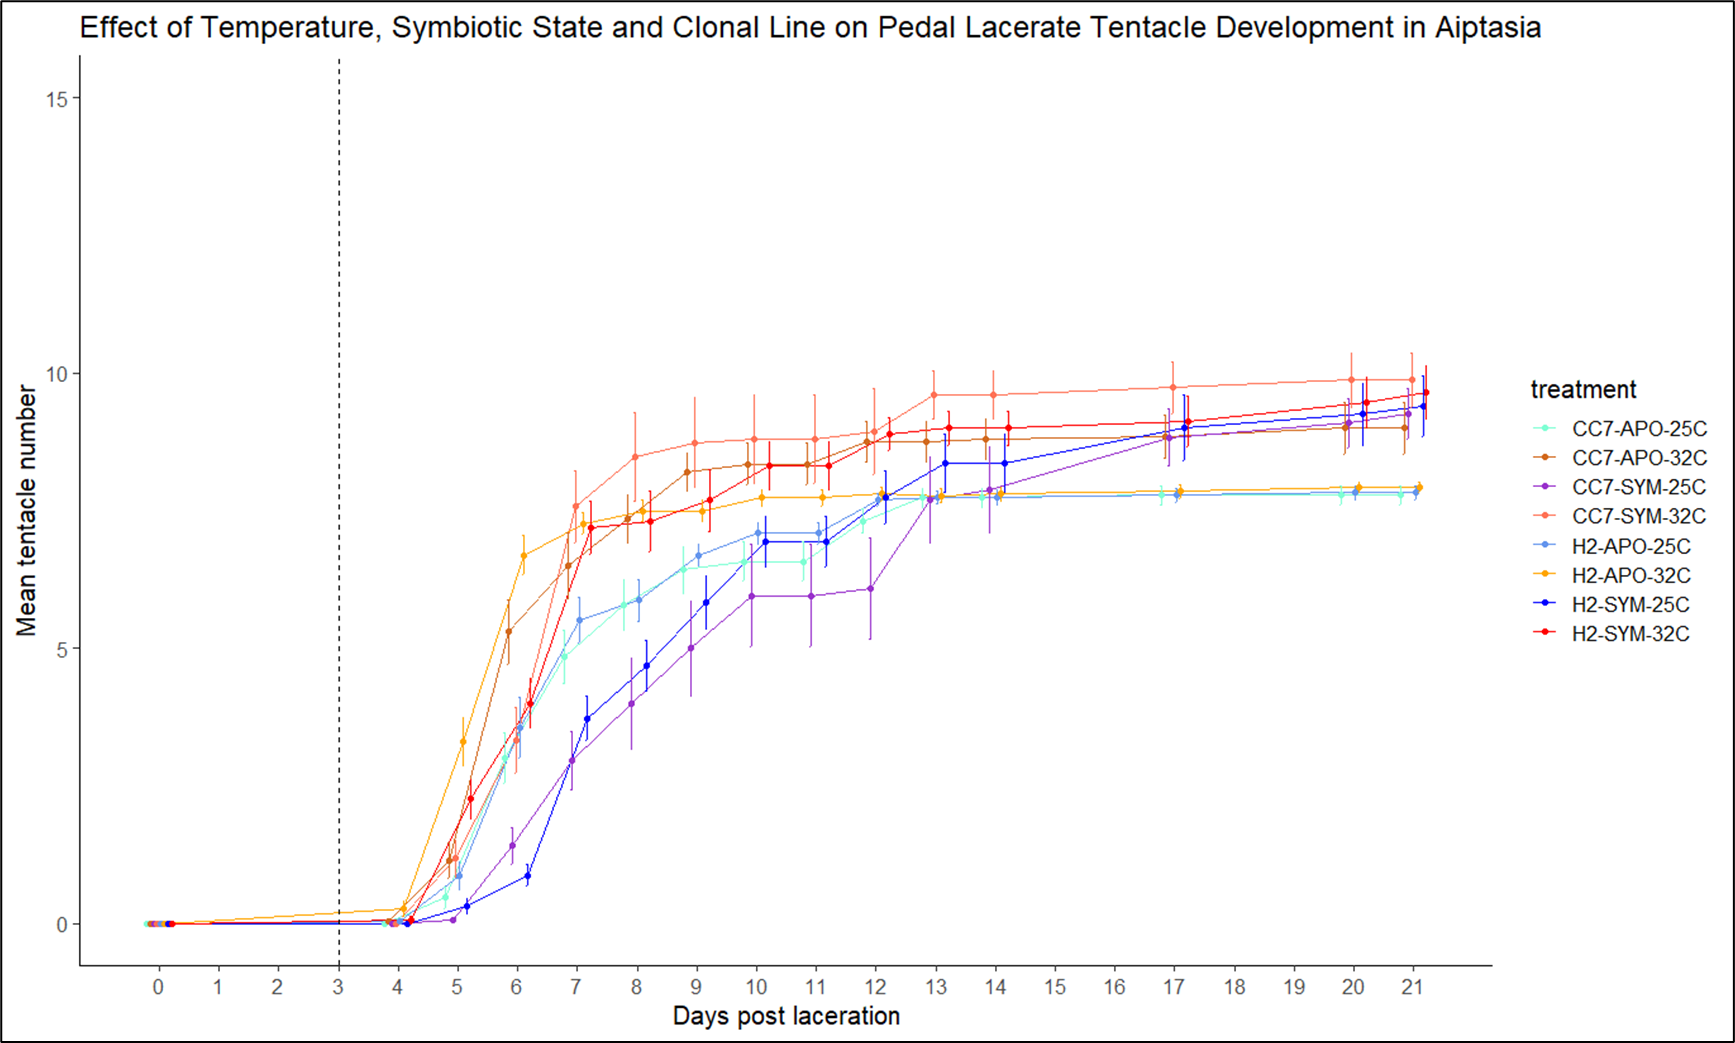 Effect of Temperature, Symbiotic State and Clonal Line on Pedal Lacerate Tentacle Development in Aiptasia
15
10
5
0
Mean tentacle number
0 1 2 3 4 5 6 7 8 9 10 11 12 13 14 15 16 17 18 19 20 21
Days post laceration
treatment
CC7-APO-25C
CC7-APO-32C
CC7-SYM-25C
CC7-SYM-32C
H2-APO-25C
H2-APO-32C
H2-SYM-25C
H2-SYM-32C